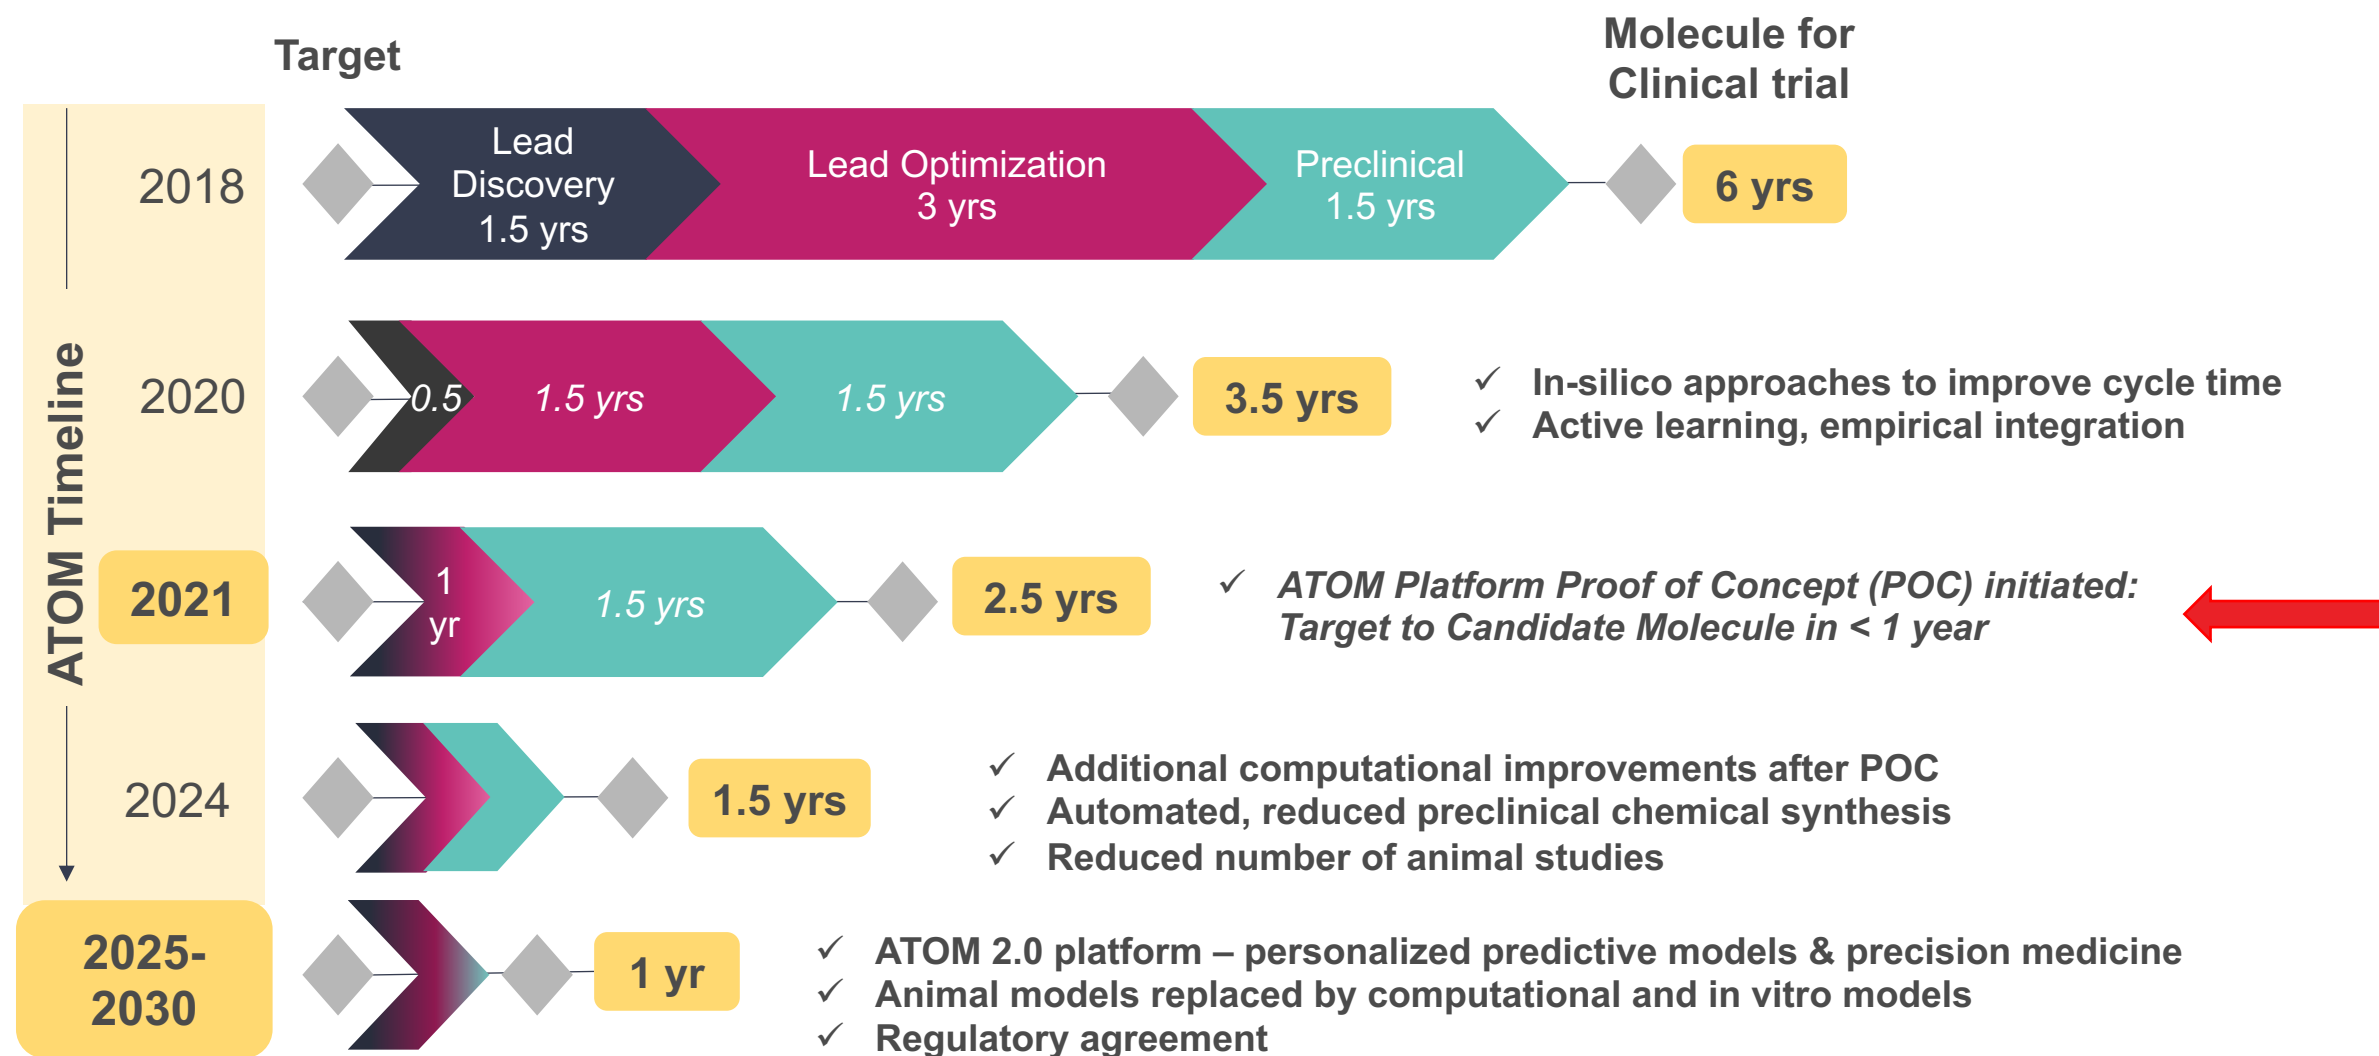 Target
Molecule for
Clinical trial
ATOM Timeline
2018
Lead
Discovery
1.5 yrs
Lead Optimization
3 yrs
Preclinical
1.5 yrs
6 yrs
2020
0.5
1.5 yrs
1.5 yrs
3.5 yrs
✓ In-silico approaches to improve cycle time
✓ Active learning, empirical integration
2021
1
yr
1.5 yrs
2.5 yrs
✓ ATOM Platform Proof of Concept (POC) initiated:
Target to Candidate Molecule in < 1 year
2024
1.5 yrs
✓ Additional computational improvements after POC
✓ Automated, reduced preclinical chemical synthesis
✓ Reduced number of animal studies
2025-
2030
1 yr
✓ ATOM 2.0 platform – personalized predictive models & precision medicine
✓ Animal models replaced by computational and in vitro models
✓ Regulatory agreement